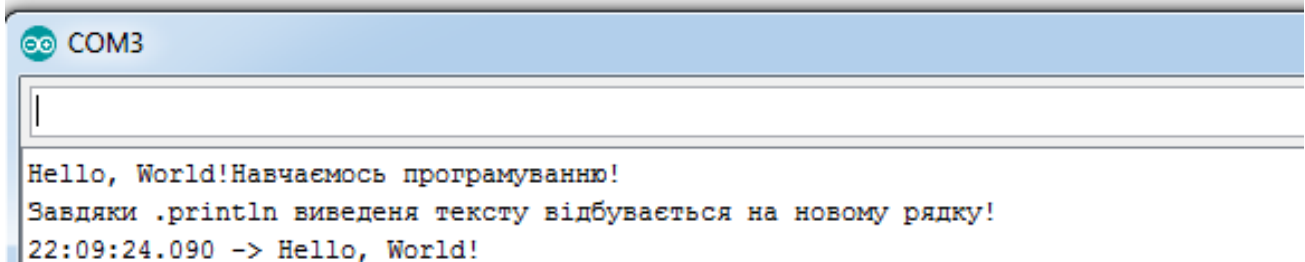 COM3
Hello, World!Навчаємось програмуванню!
Завдяки .println виведеня тексту відбувається на новому рядку!
22:09:24.090 -> Hello, World!